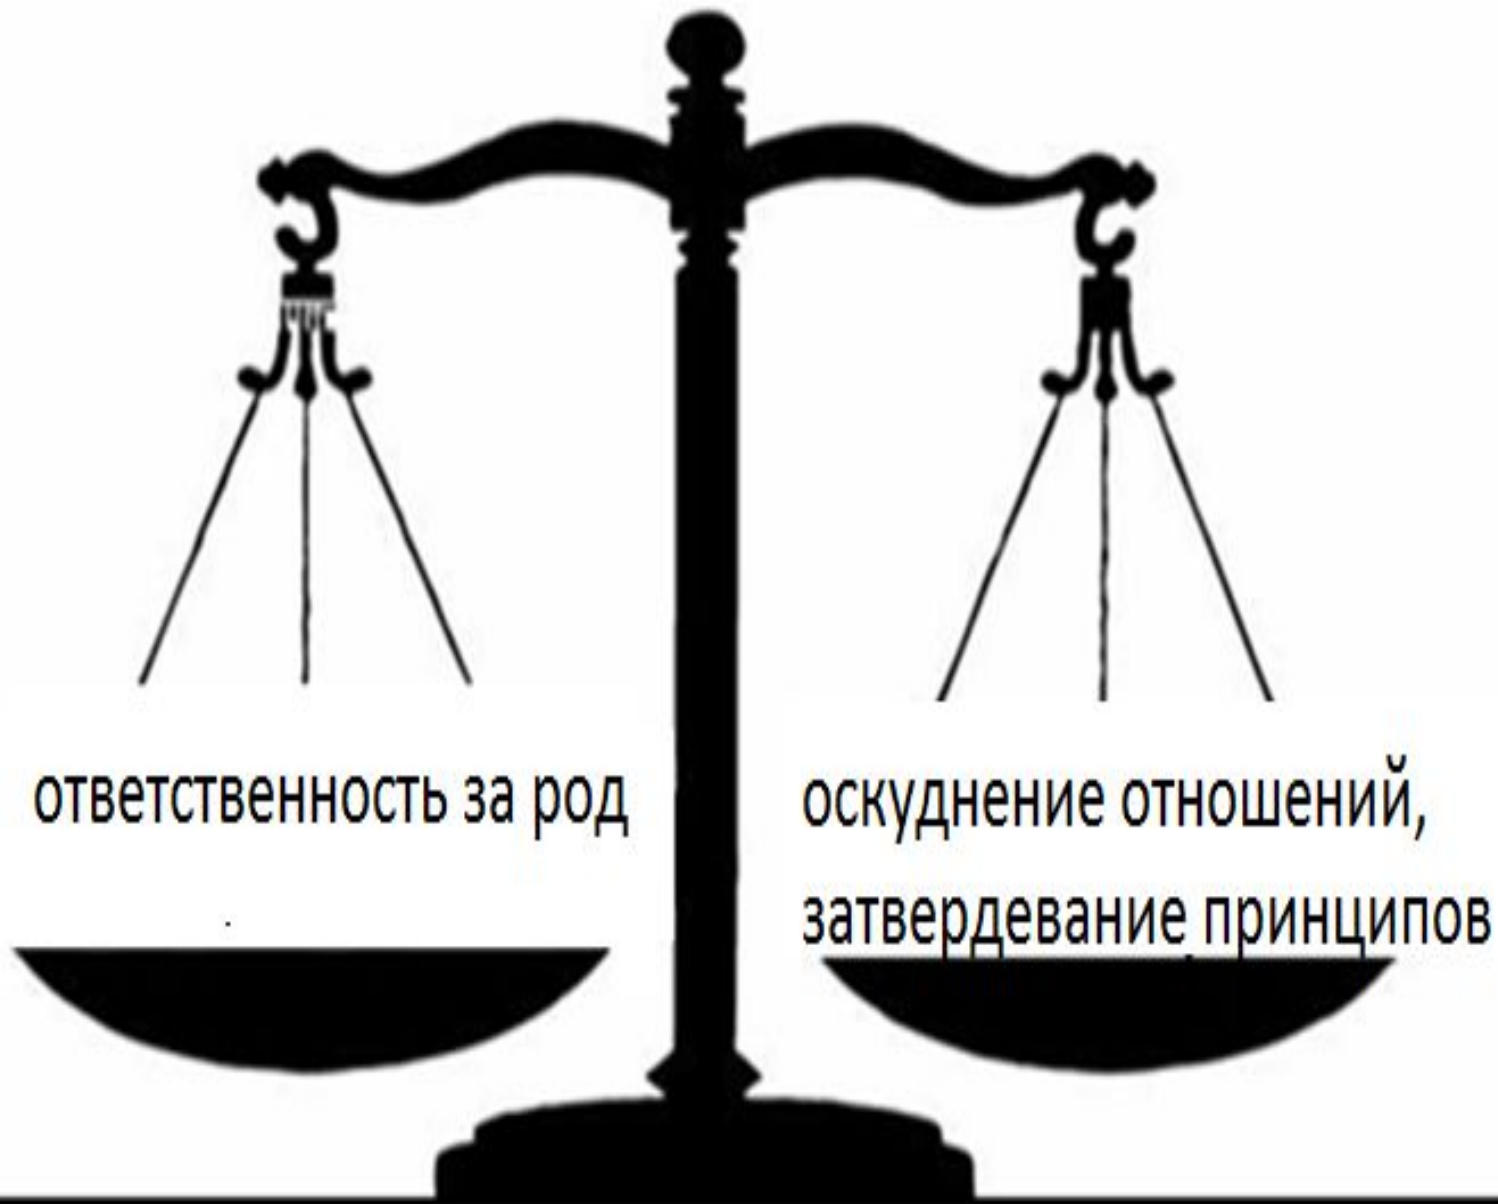 ответственность за род
оскуднение отношений,
затвердевание принципов